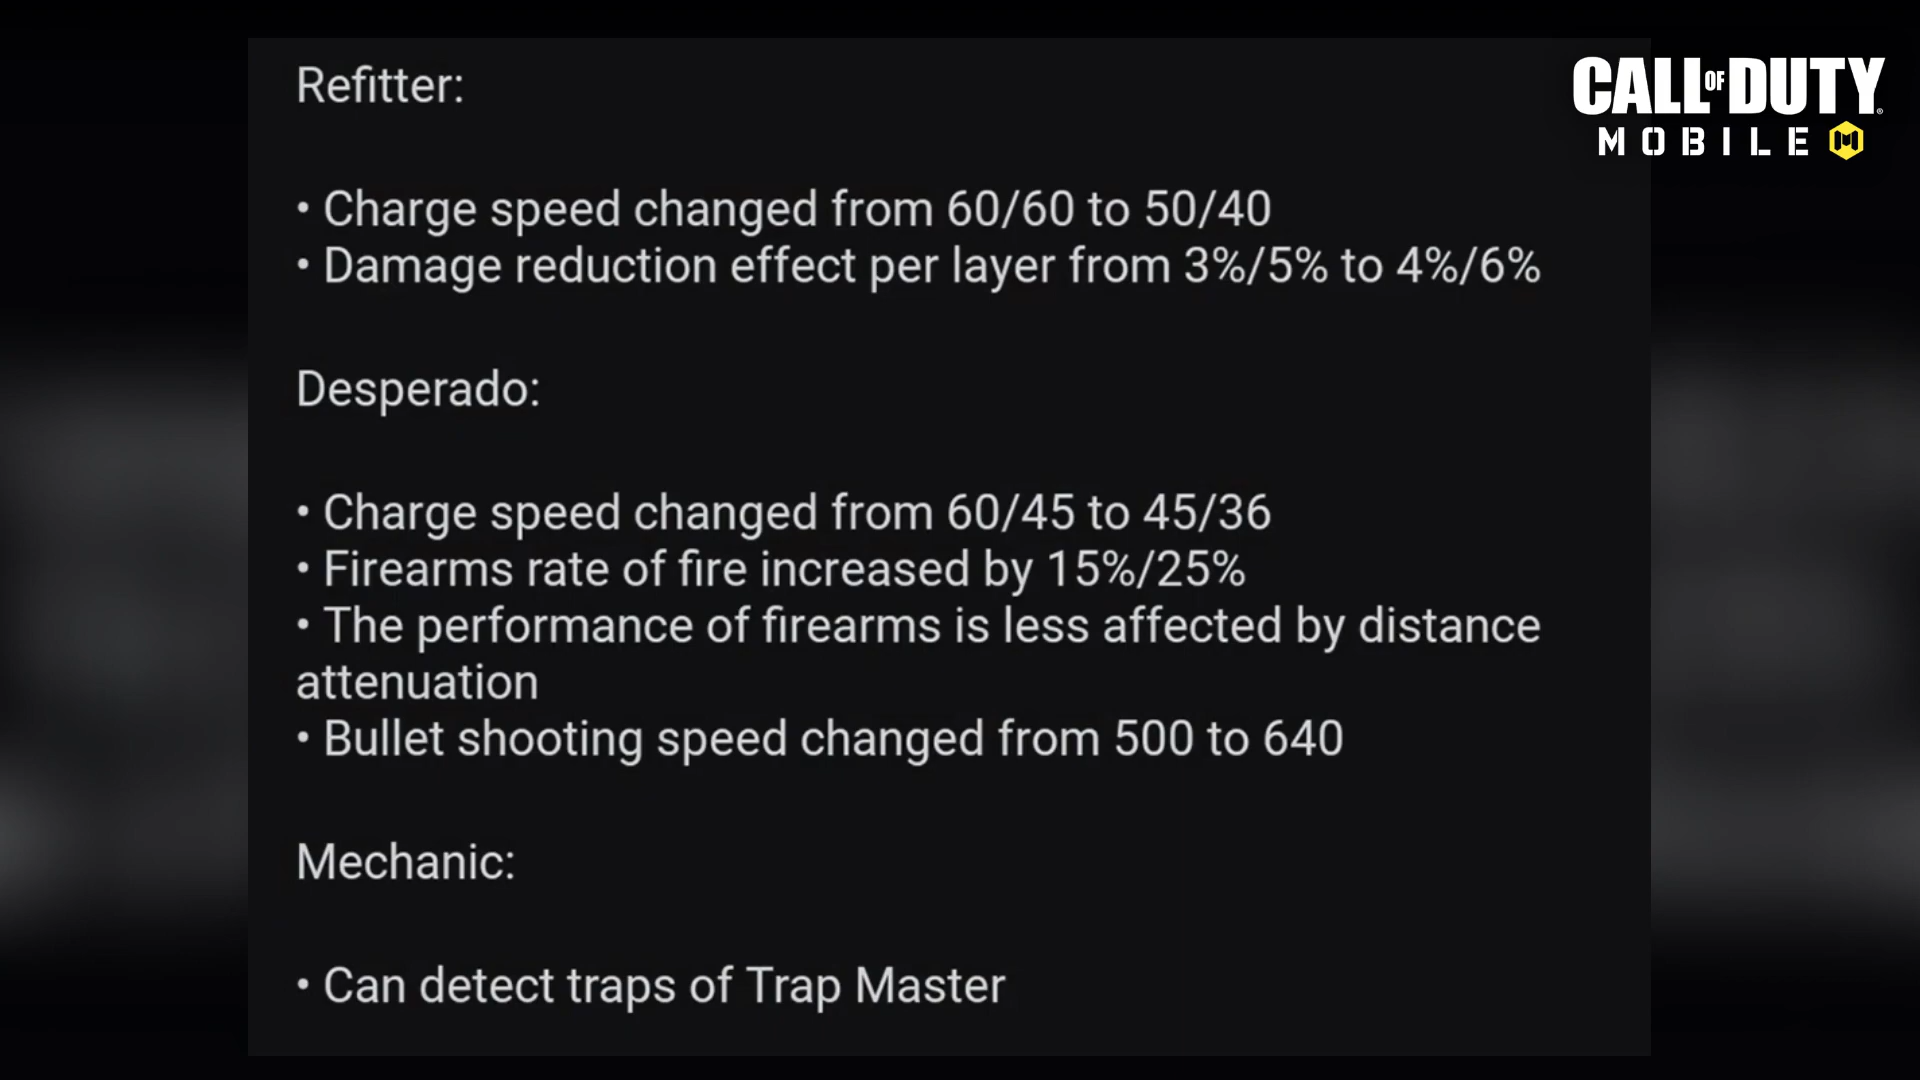 CALL OF DUTY
MOBILE
Refitter:
• Charge speed changed from 60/60 to 50/40
• Damage reduction effect per layer from 3%/5% to 4%/6%
Desperado:
• Charge speed changed from 60/45 to 45/36
• Firearms rate of fire increased by 15%/25%
• The performance of firearms is less affected by distance
attenuation
• Bullet shooting speed changed from 500 to 640
Mechanic:
• Can detect traps of Trap Master